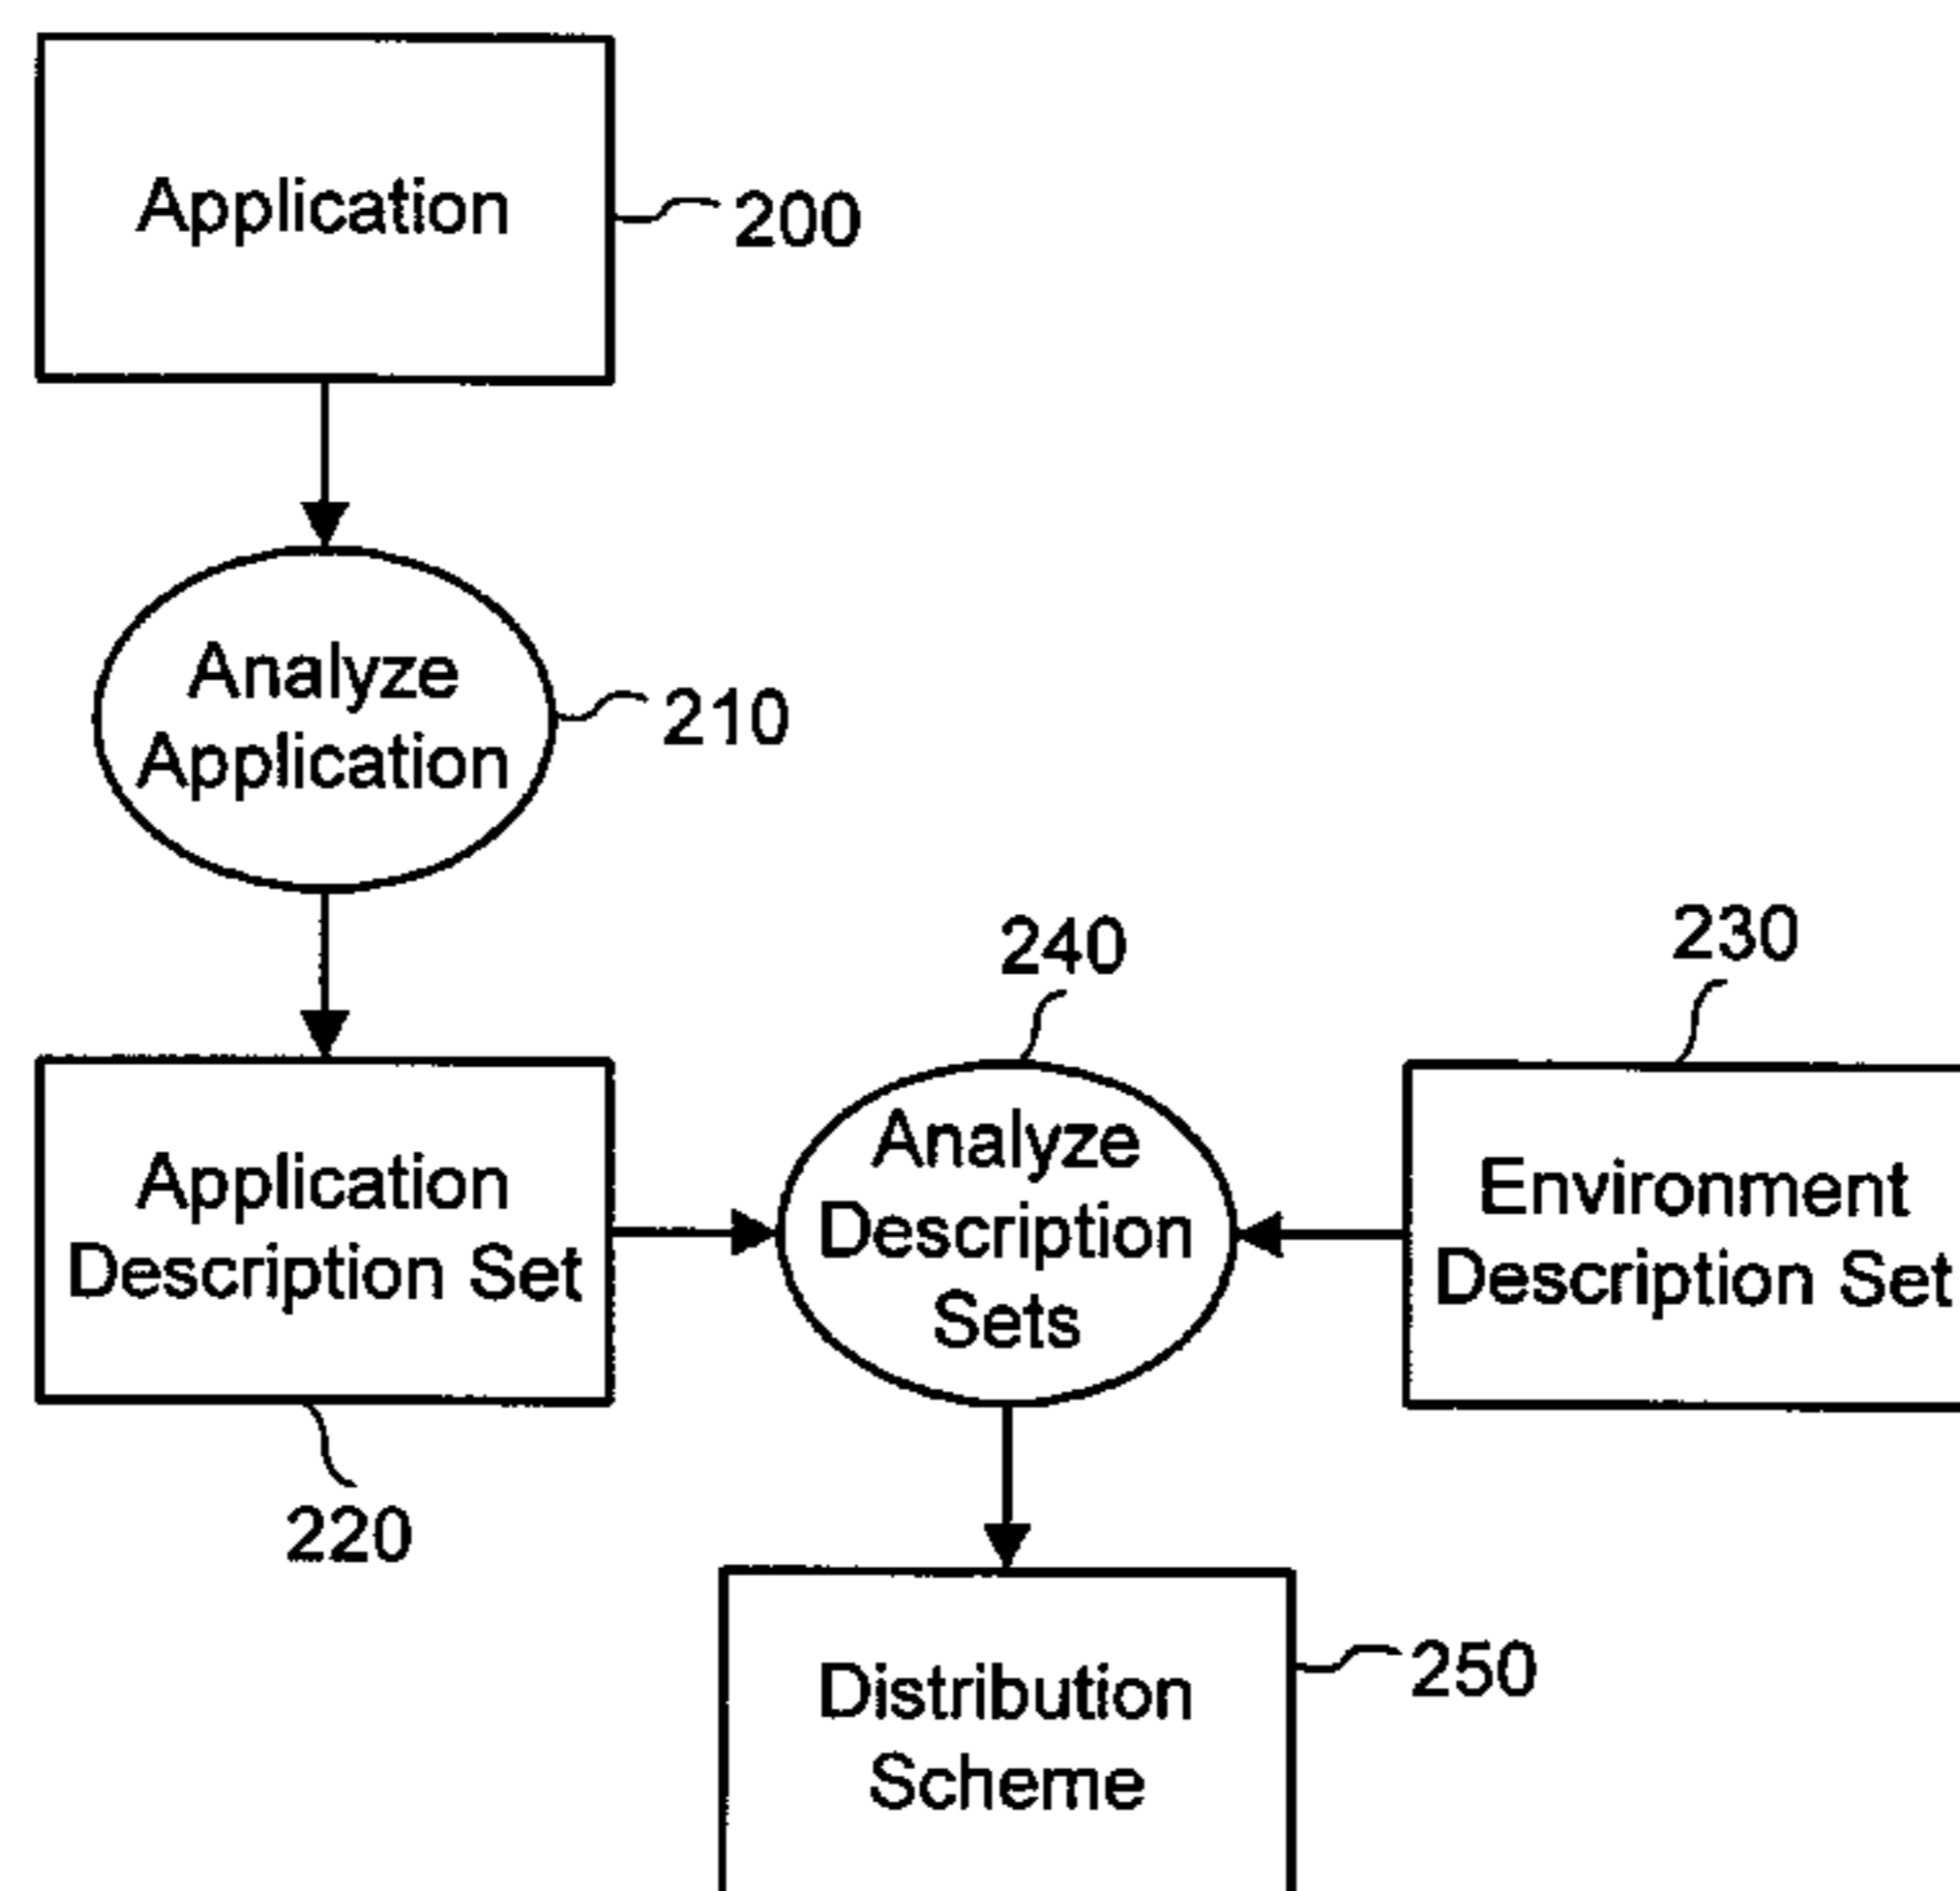 Application
200
Analyze
Application
210
240
230
Application
Description Set
Analyze
Description
Sets
Environment
Description Set
220
Distribution
Scheme
250